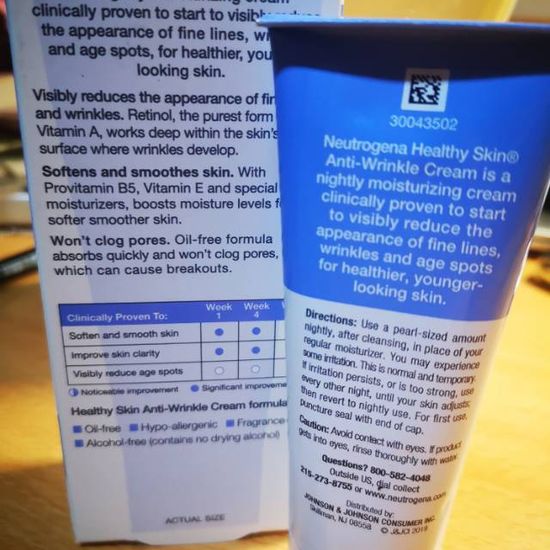 clinically proven to start to
the appearance of fine lines,
and age spots, for healthier,
looking skin.
Visibly reduces the appearance of
and wrinkles. Retinol, the purest form
Vitamin A, works deep within the skin's
surface where wrinkles develop.
Softens and smoothes skin. With
Provitamin B5, Vitamin E and special
moisturizers, boosts moisture levels
softer smoother skin.
Won't clog pores. Oil-free formula
absorbs quickly and won't clog pores,
which can cause breakouts.
Clinically Proven To: Week 1 Week 4
Soften and smooth skin
Improve skin clarity
Visibly reduce age spots
Noticeable improvement Significant
Healthy Skin Anti-Wrinkle Cream formula
Oil-free Hypo-allergenic Fragrance
Alcohol-free (contains no drying alcohol)
ACTUAL SIZE
30043502
Neutrogena Healthy Skin®
Anti-Wrinkle Cream is a
nightly moisturizing cream
clinically proven to start
to visibly reduce the
appearance of fine lines,
wrinkles and age spots
for healthier, younger-
looking skin.
Directions: Use a pearl-sized amount
nightly, after cleansing, in place of your
regular moisturizer. You may experience
some irritation. This is normal and temporary.
If irritation persists, or is too strong, use
every other night, until your skin adjusts,
then revert to nightly use. For first use,
puncture seal with end of cap.
Caution: Avoid contact with eyes. If product
gets into eyes, rinse thoroughly with water.
Questions? 800-582-4048
Outside US, dial collect
215-273-8755 or www.neutrogena.com
Distributed by:
JOHNSON & JOHNSON CONSUMER INC.
Skillman, NJ 08558 © J&JCI